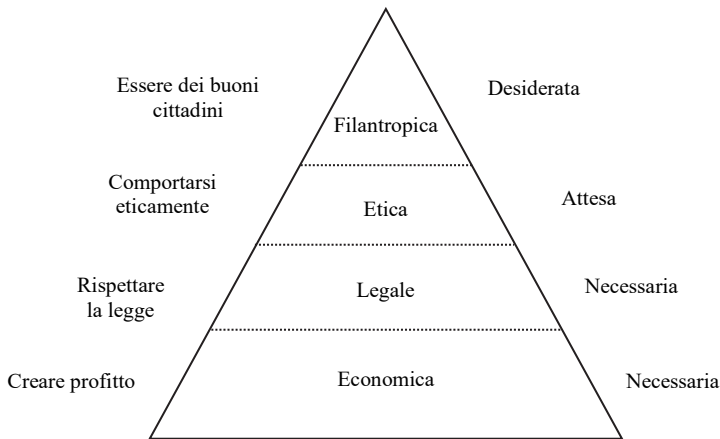 Essere dei buoni
cittadini
Desiderata
Filantropica
Comportarsi
eticamente
Etica
Attesa
Rispettare
la legge
Legale
Necessaria
Creare profitto
Economica
Necessaria